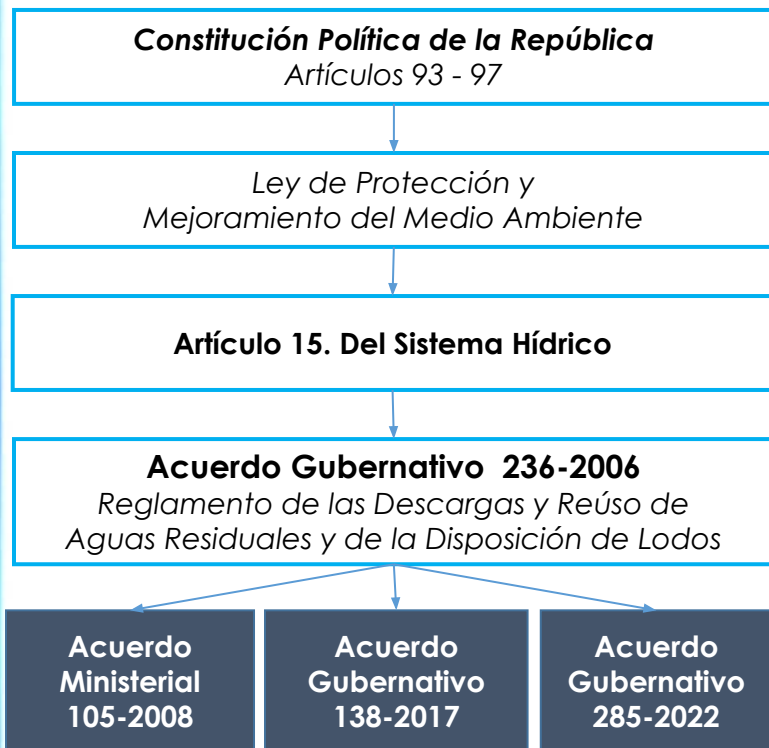 Constitución Política de la República
Artículos 93 - 97
Ley de Protección y
Mejoramiento del Medio Ambiente
Artículo 15. Del Sistema Hídrico
Acuerdo Gubernativo 236-2006
Reglamento de las Descargas y Reúso de
Aguas Residuales y de la Disposición de Lodos
Acuerdo
Ministerial
105-2008
Acuerdo
Gubernativo
138-2017
Acuerdo
Gubernativo
285-2022